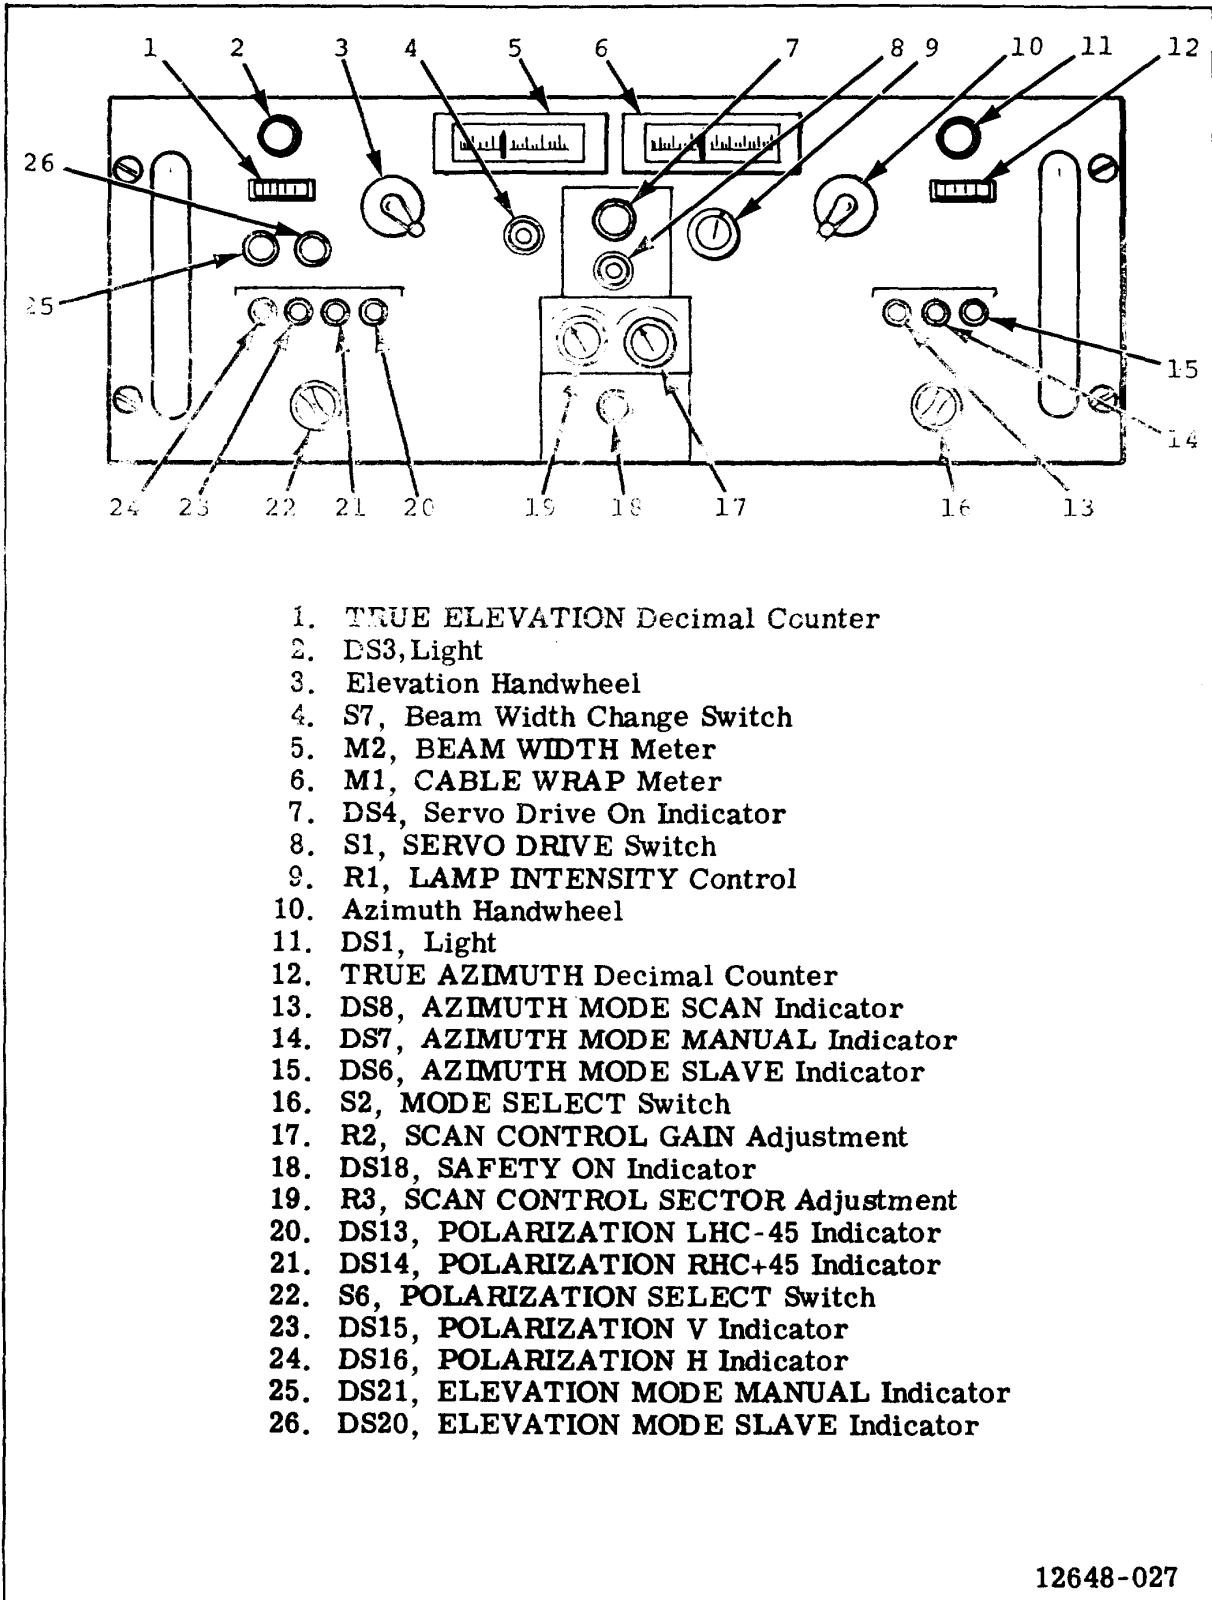 1 2 3 4 5 6 7 8 9 10 11 12
26
25
15
14
24 23 22 21 20 19 18 17 16 13
1. TRUE ELEVATION Decimal Counter
2. DS3, Light
3. Elevation Handwheel
4. S7, Beam Width Change Switch
5. M2, BEAM WIDTH Meter
6. M1, CABLE WRAP Meter
7. DS4, Servo Drive On Indicator
8. S1, SERVO DRIVE Switch
9. R1, LAMP INTENSITY Control
10. Azimuth Handwheel
11. DS1, Light
12. TRUE AZIMUTH Decimal Counter
13. DS8, AZIMUTH MODE SCAN Indicator
14. DS7, AZIMUTH MODE MANUAL Indicator
15. DS6, AZIMUTH MODE SLAVE Indicator
16. S2, MODE SELECT Switch
17. R2, SCAN CONTROL GAIN Adjustment
18. DS18, SAFETY ON Indicator
19. R3, SCAN CONTROL SECTOR Adjustment
20. DS13, POLARIZATION LHC-45 Indicator
21. DS14, POLARIZATION RHC+45 Indicator
22. S6, POLARIZATION SELECT Switch
23. DS15, POLARIZATION V Indicator
24. DS16, POLARIZATION H Indicator
25. DS21, ELEVATION MODE MANUAL Indicator
26. DS20, ELEVATION MODE SLAVE Indicator
12648-027